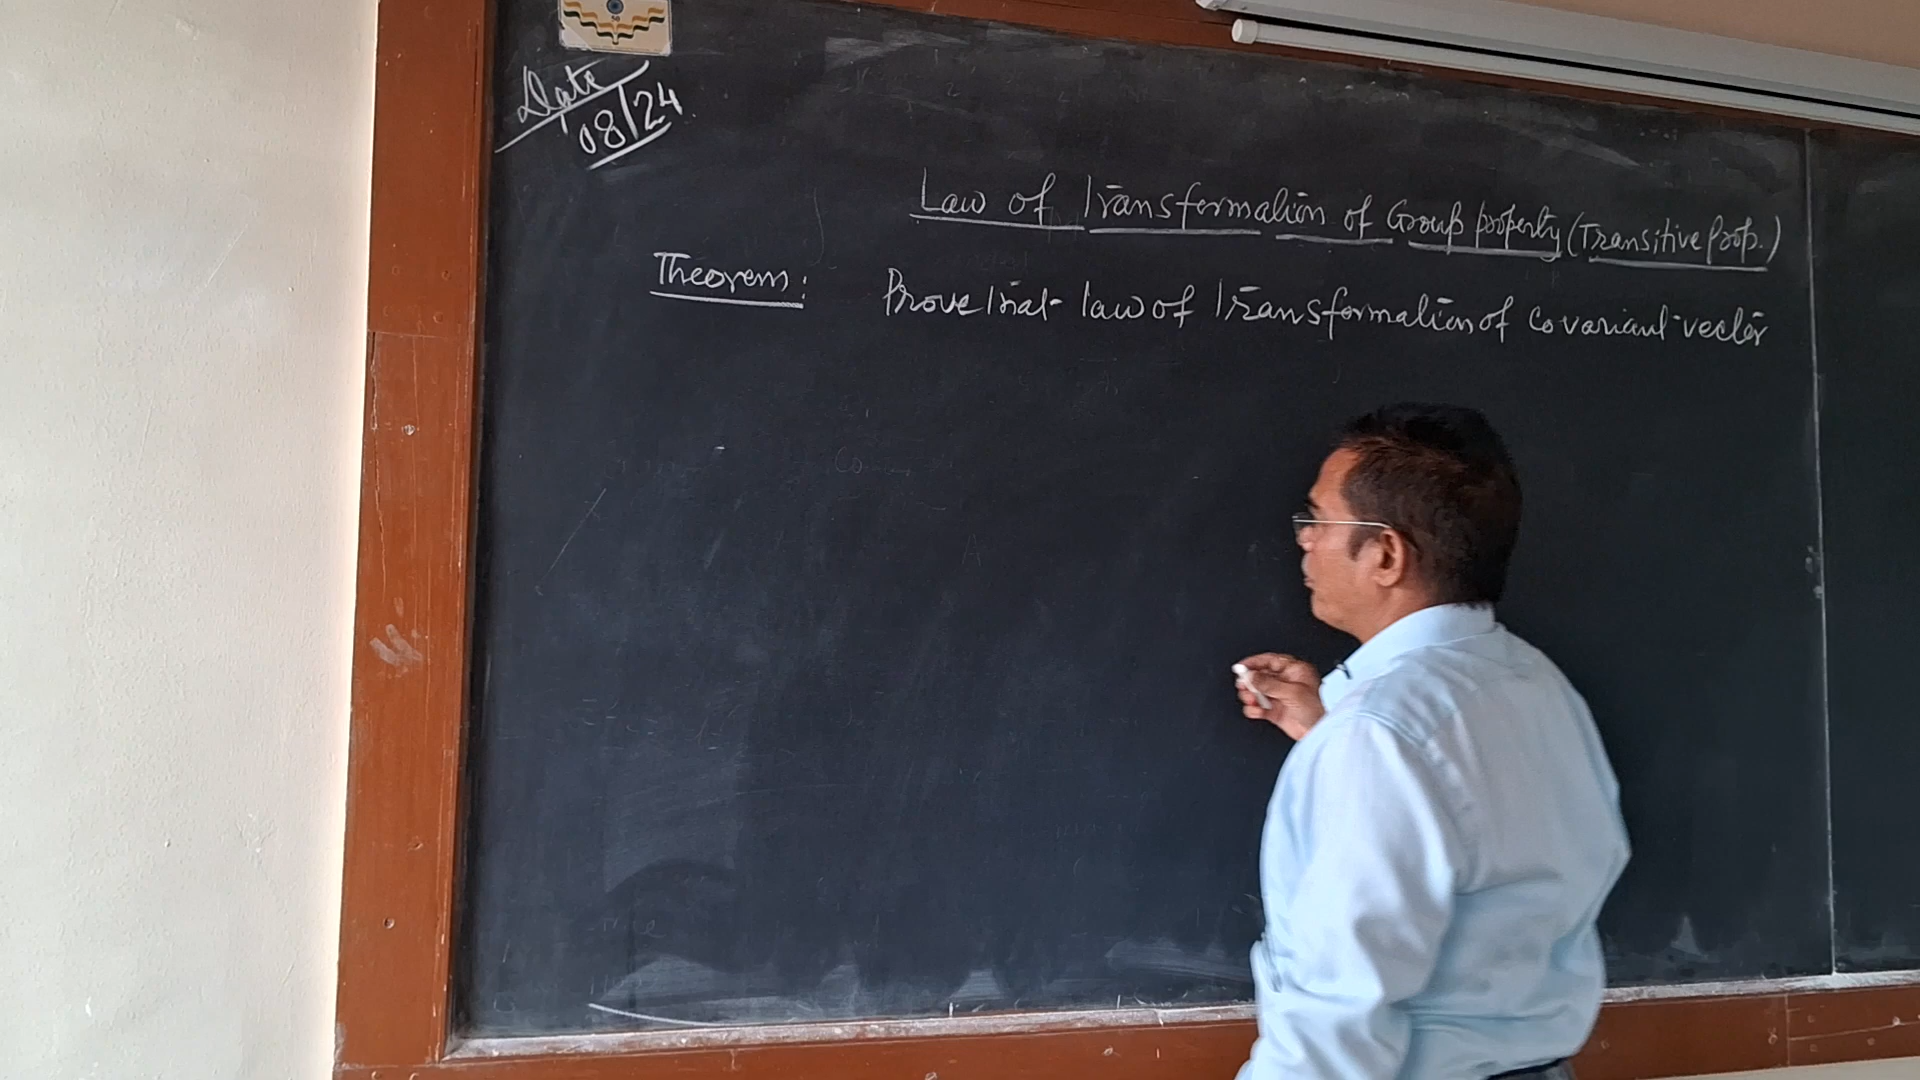 Date
08/24
Law of Transformation of Group property (Transitive prop.)
Theorem: Prove that law of transformation of covariant vector